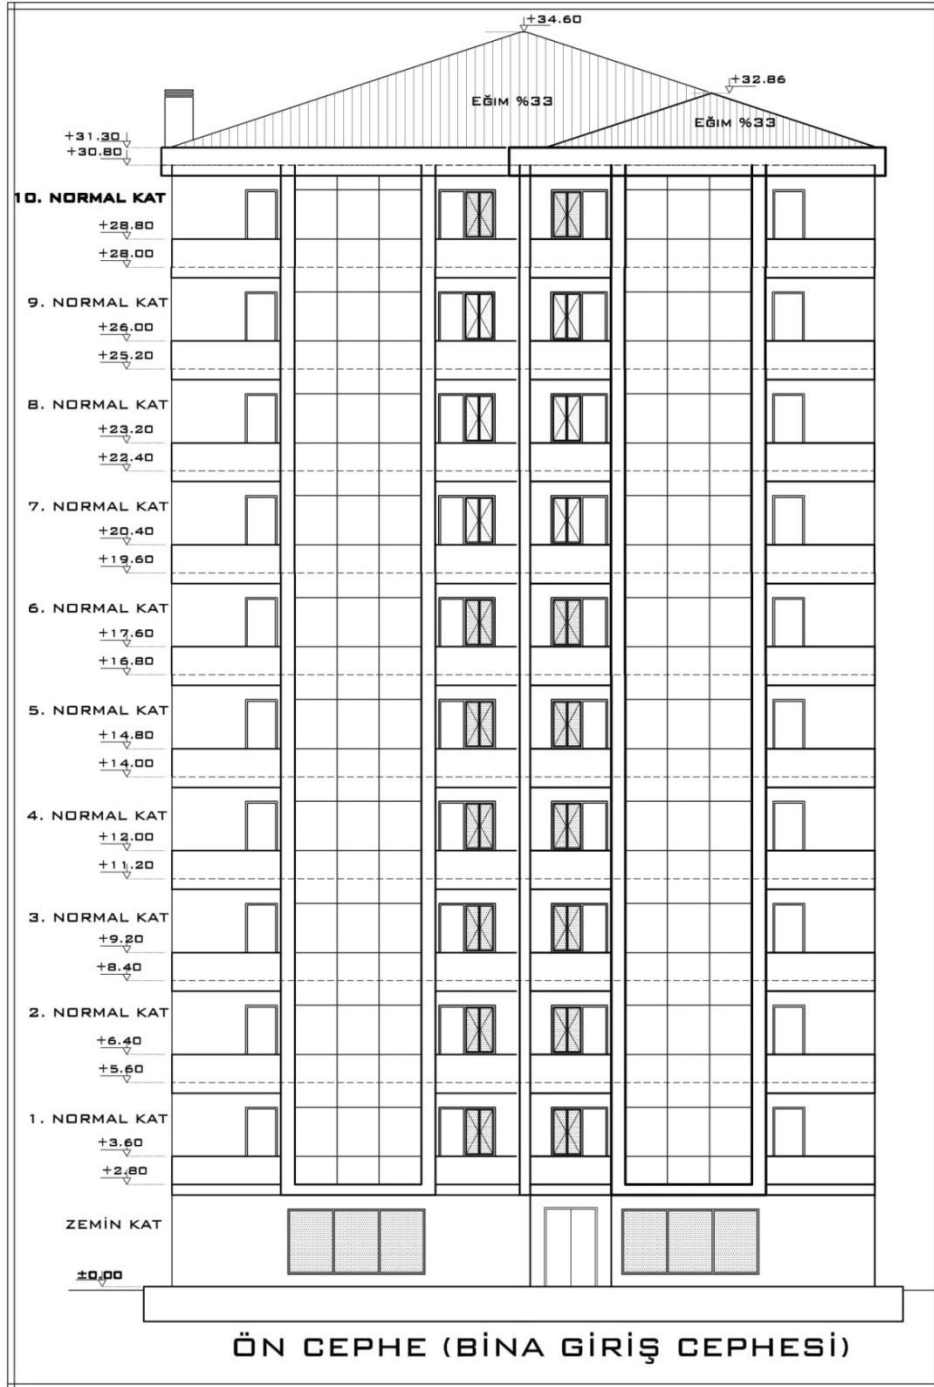 +34.60
+32.86
EĞİM %33
EĞİM %33
+31.30
+30.80
10. NORMAL KAT
+28.80
+28.00
9. NORMAL KAT
+26.00
+25.20
8. NORMAL KAT
+23.20
+22.40
7. NORMAL KAT
+20.40
+19.60
6. NORMAL KAT
+17.60
+16.80
5. NORMAL KAT
+14.80
+14.00
4. NORMAL KAT
+12.00
+11.20
3. NORMAL KAT
+9.20
+8.40
2. NORMAL KAT
+6.40
+5.60
1. NORMAL KAT
+3.60
+2.80
ZEMİN KAT
±0.00
ÖN CEPHE (BİNA GİRİŞ CEPHESİ)